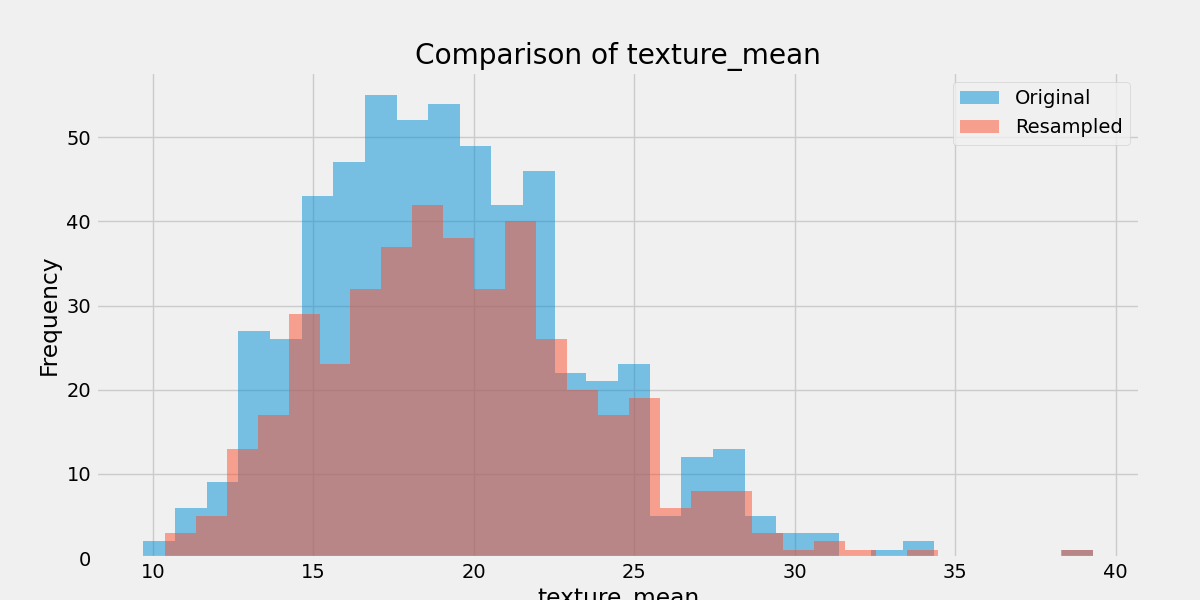 Comparison of texture_mean
Original
Resampled
Frequency
50
40
30
20
10
0
10 15 20 25 30 35 40
texture_mean